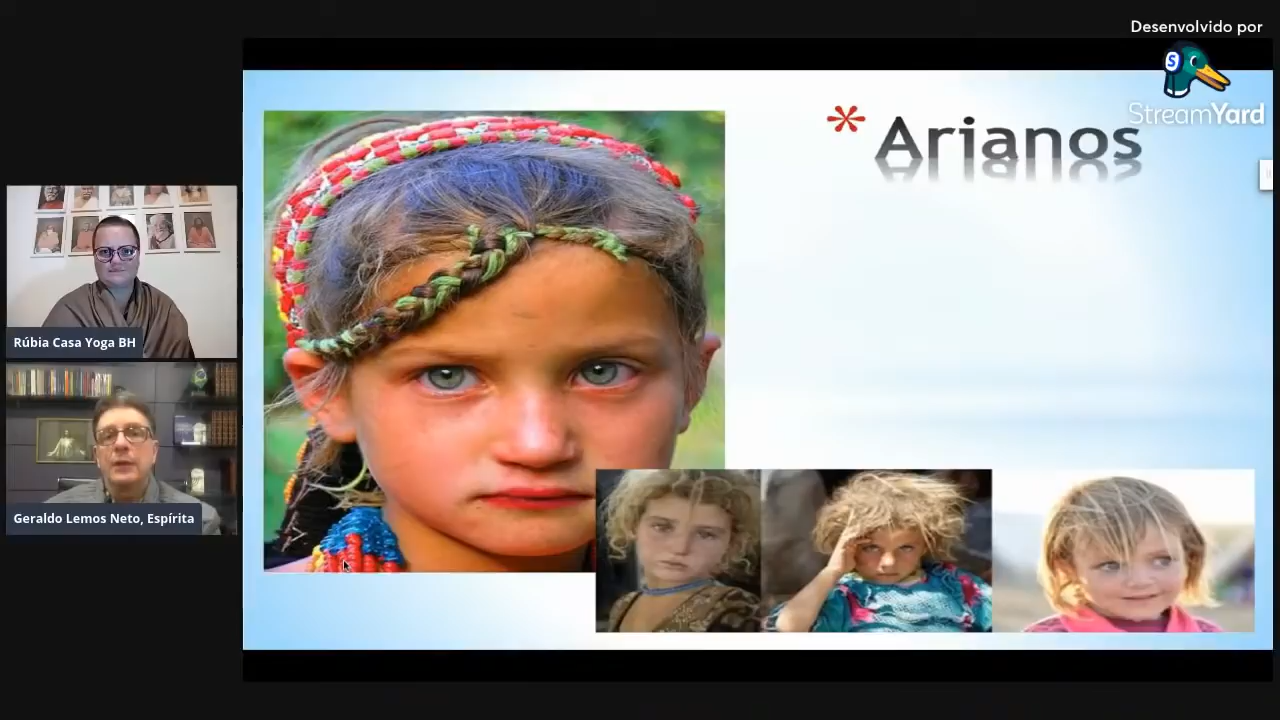 Desenvolvido por
StreamYard
* Arianos
Rúbia Casa Yoga BH
Geraldo Lemos Neto, Espírita